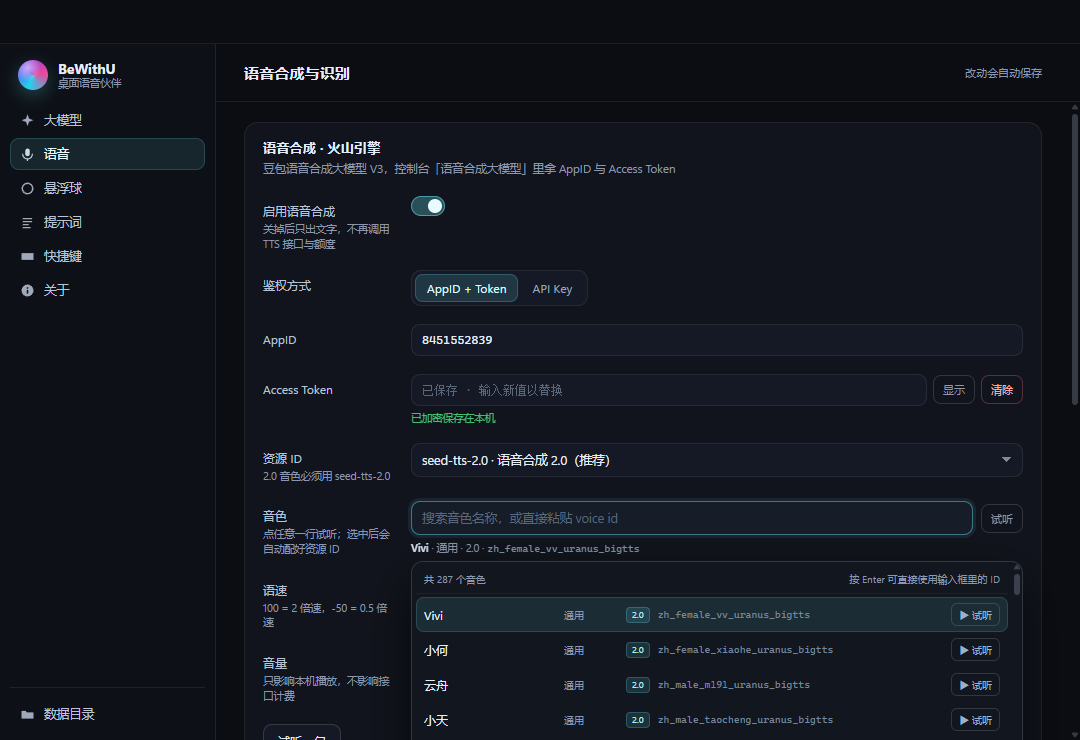 BeWithU
桌面语音伙伴
大模型
语音
悬浮球
提示词
快捷键
关于
数据目录
语音合成与识别
改动会自动保存
语音合成 · 火山引擎
豆包语音合成大模型 V3，控制台「语音合成大模型」里拿 AppID 与 Access Token
启用语音合成
关掉后只出文字，不再调用
TTS 接口与额度
鉴权方式
AppID + Token
API Key
AppID
8451552839
Access Token
已保存 · 输入新值以替换
显示
清除
已加密保存在本机
资源 ID
2.0 音色必须用 seed-tts-2.0
seed-tts-2.0 · 语音合成 2.0（推荐）
音色
点任意一行试听；选中后会
自动配好资源 ID
搜索音色名称，或直接粘贴 voice id
试听
Vivi · 通用 · 2.0 · zh_female_vv_uranus_bigtts
共 287 个音色
按 Enter 可直接使用输入框里的 ID
Vivi 通用 2.0 zh_female_vv_uranus_bigtts ▶ 试听
小何 通用 2.0 zh_female_xiaohe_uranus_bigtts ▶ 试听
云舟 通用 2.0 zh_male_m191_uranus_bigtts ▶ 试听
小天 通用 2.0 zh_male_taocheng_uranus_bigtts ▶ 试听
语速
100 = 2 倍速，-50 = 0.5 倍
速
音量
只影响本机播放，不影响接
口计费
试听一句